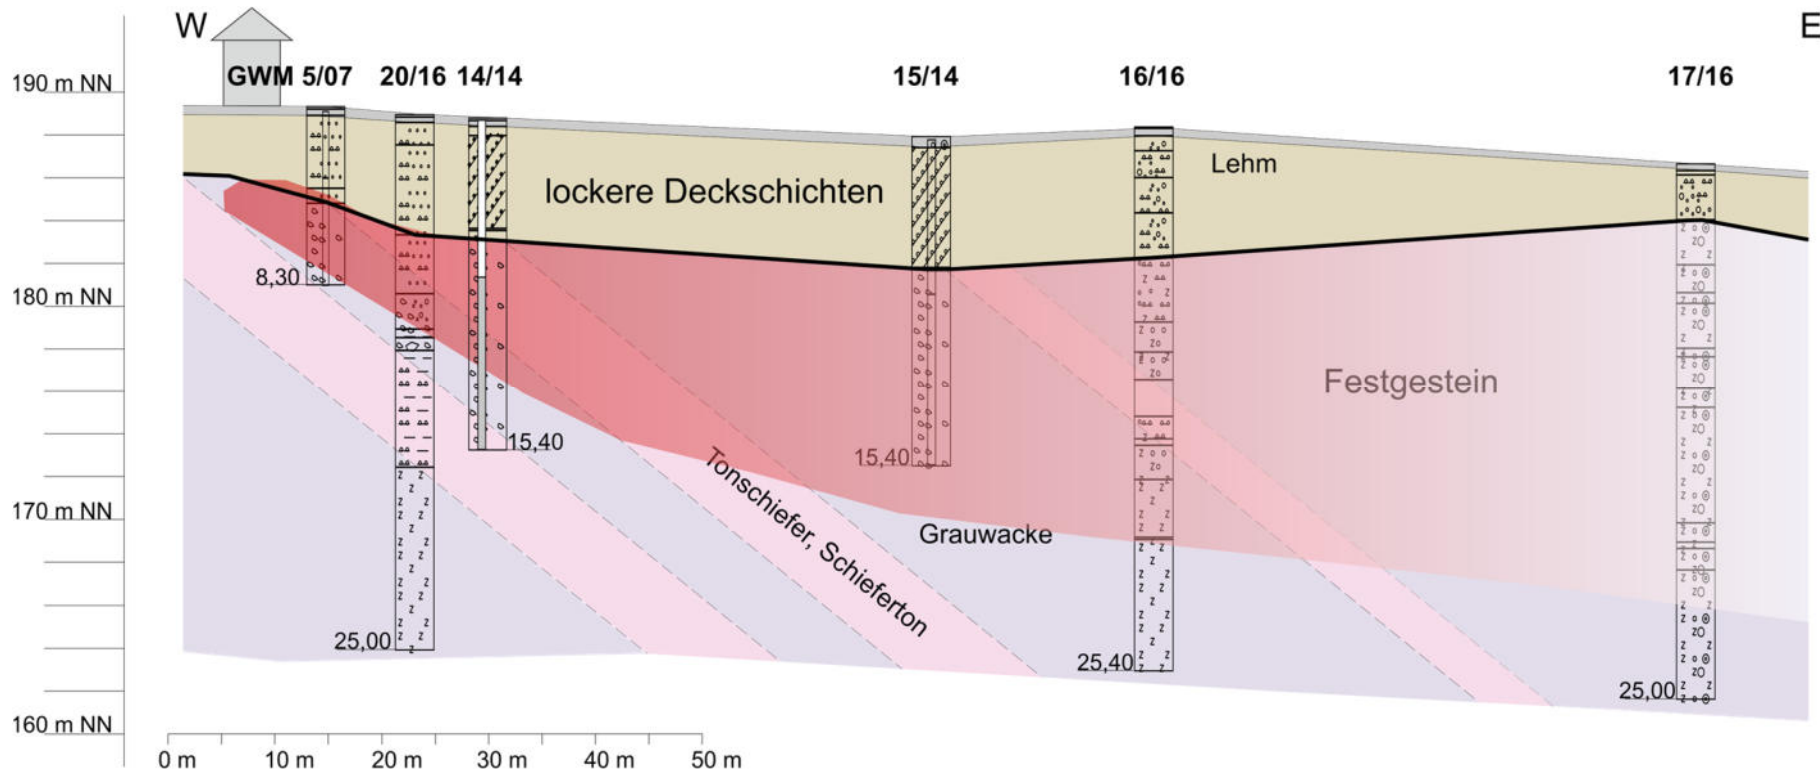 W
E
GWM 5/07
20/16
14/14
15/14
16/16
17/16
190 m NN
Lehm
lockere Deckschichten
8,30
180 m NN
Festgestein
15,40
15,40
Tonschiefer, Schieferton
170 m NN
Grauwacke
25,00
25,40
25,00
160 m NN
0 m
10 m
20 m
30 m
40 m
50 m